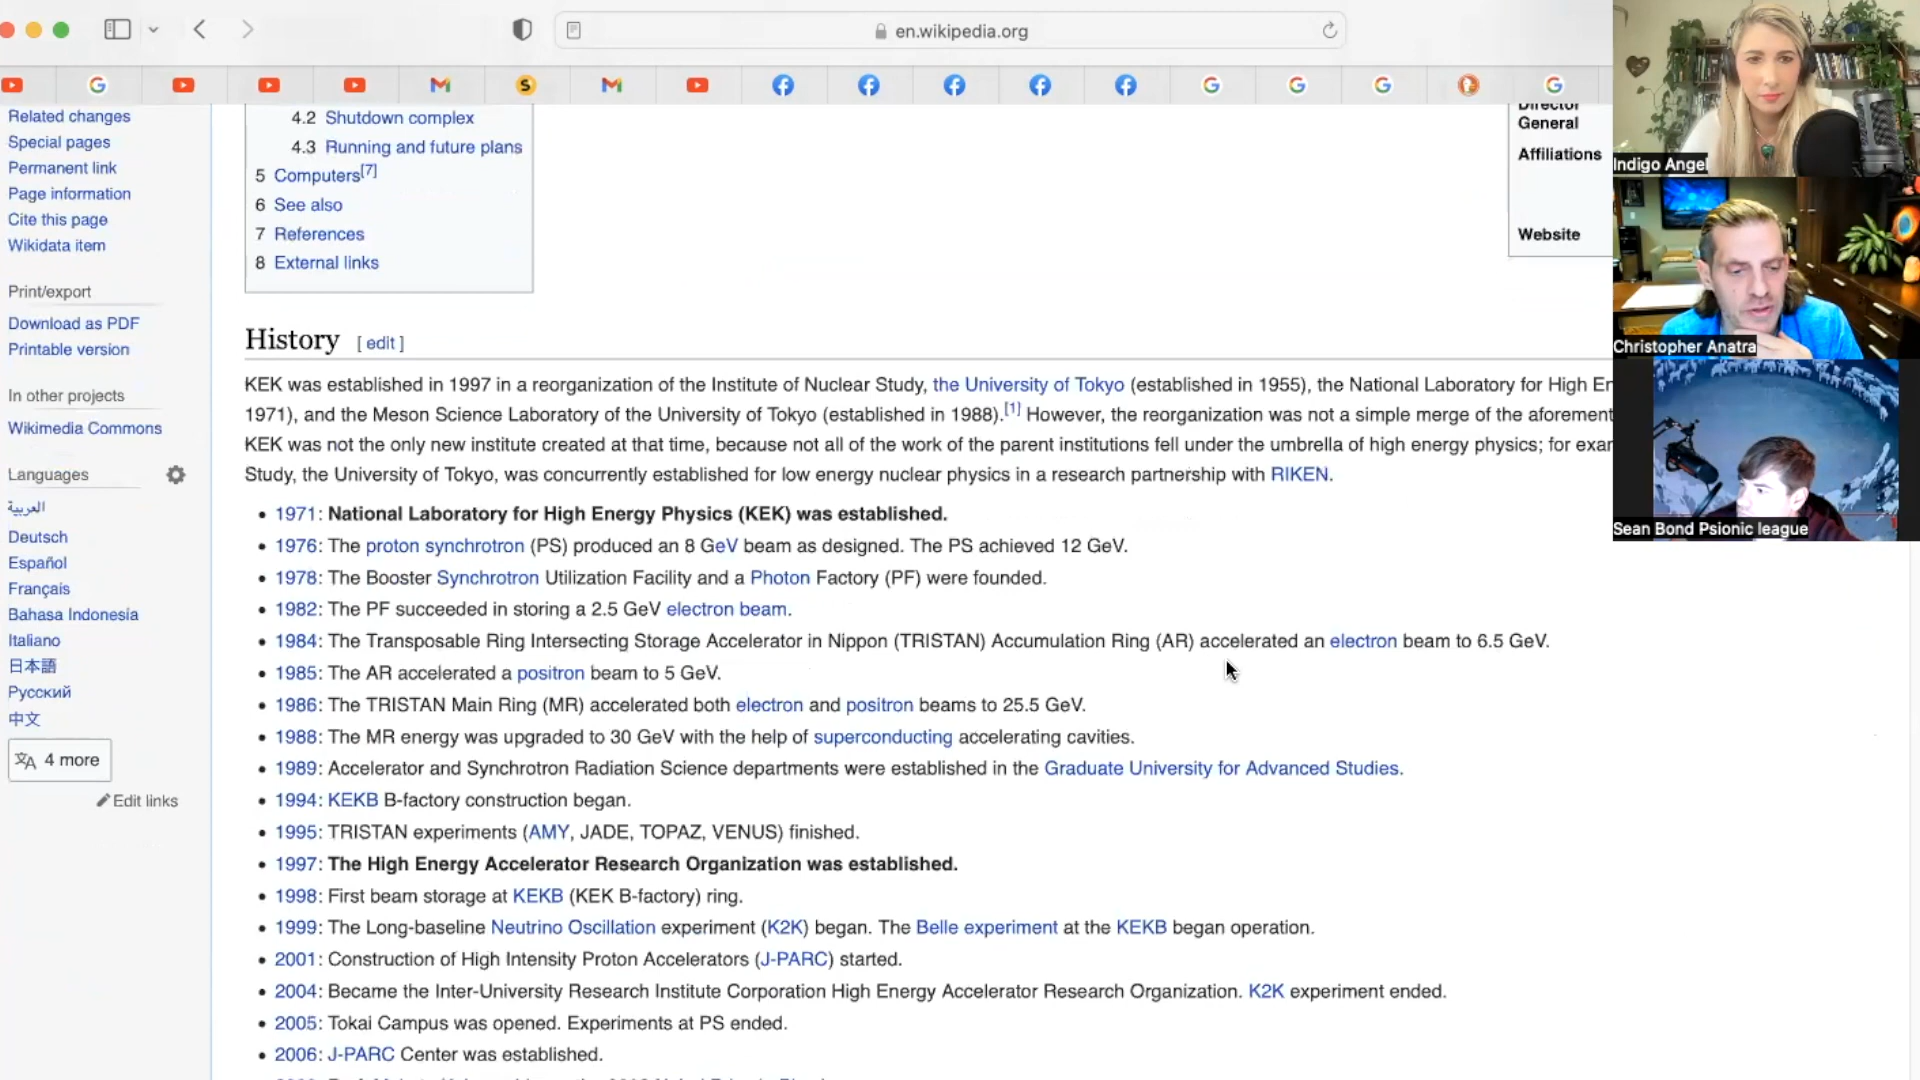 en.wikipedia.org
Related changes
Special pages
Permanent link
Page information
Cite this page
Wikidata item
Print/export
Download as PDF
Printable version
In other projects
Wikimedia Commons
Languages
العربية
Deutsch
Español
Français
Bahasa Indonesia
Italiano
日本語
Русский
中文
4 more
Edit links
4.2 Shutdown complex
4.3 Running and future plans
5 Computers[7]
6 See also
7 References
8 External links
Director
General
Affiliations
Website
History [ edit ]
KEK was established in 1997 in a reorganization of the Institute of Nuclear Study, the University of Tokyo (established in 1955), the National Laboratory for High En
1971), and the Meson Science Laboratory of the University of Tokyo (established in 1988).[1] However, the reorganization was not a simple merge of the aforement
KEK was not the only new institute created at that time, because not all of the work of the parent institutions fell under the umbrella of high energy physics; for exar
Study, the University of Tokyo, was concurrently established for low energy nuclear physics in a research partnership with RIKEN.
• 1971: National Laboratory for High Energy Physics (KEK) was established.
• 1976: The proton synchrotron (PS) produced an 8 GeV beam as designed. The PS achieved 12 GeV.
• 1978: The Booster Synchrotron Utilization Facility and a Photon Factory (PF) were founded.
• 1982: The PF succeeded in storing a 2.5 GeV electron beam.
• 1984: The Transposable Ring Intersecting Storage Accelerator in Nippon (TRISTAN) Accumulation Ring (AR) accelerated an electron beam to 6.5 GeV.
• 1985: The AR accelerated a positron beam to 5 GeV.
• 1986: The TRISTAN Main Ring (MR) accelerated both electron and positron beams to 25.5 GeV.
• 1988: The MR energy was upgraded to 30 GeV with the help of superconducting accelerating cavities.
• 1989: Accelerator and Synchrotron Radiation Science departments were established in the Graduate University for Advanced Studies.
• 1994: KEKB B-factory construction began.
• 1995: TRISTAN experiments (AMY, JADE, TOPAZ, VENUS) finished.
• 1997: The High Energy Accelerator Research Organization was established.
• 1998: First beam storage at KEKB (KEK B-factory) ring.
• 1999: The Long-baseline Neutrino Oscillation experiment (K2K) began. The Belle experiment at the KEKB began operation.
• 2001: Construction of High Intensity Proton Accelerators (J-PARC) started.
• 2004: Became the Inter-University Research Institute Corporation High Energy Accelerator Research Organization. K2K experiment ended.
• 2005: Tokai Campus was opened. Experiments at PS ended.
• 2006: J-PARC Center was established.
Indigo Angel
Christopher Anatra
Sean Bond Psionic league